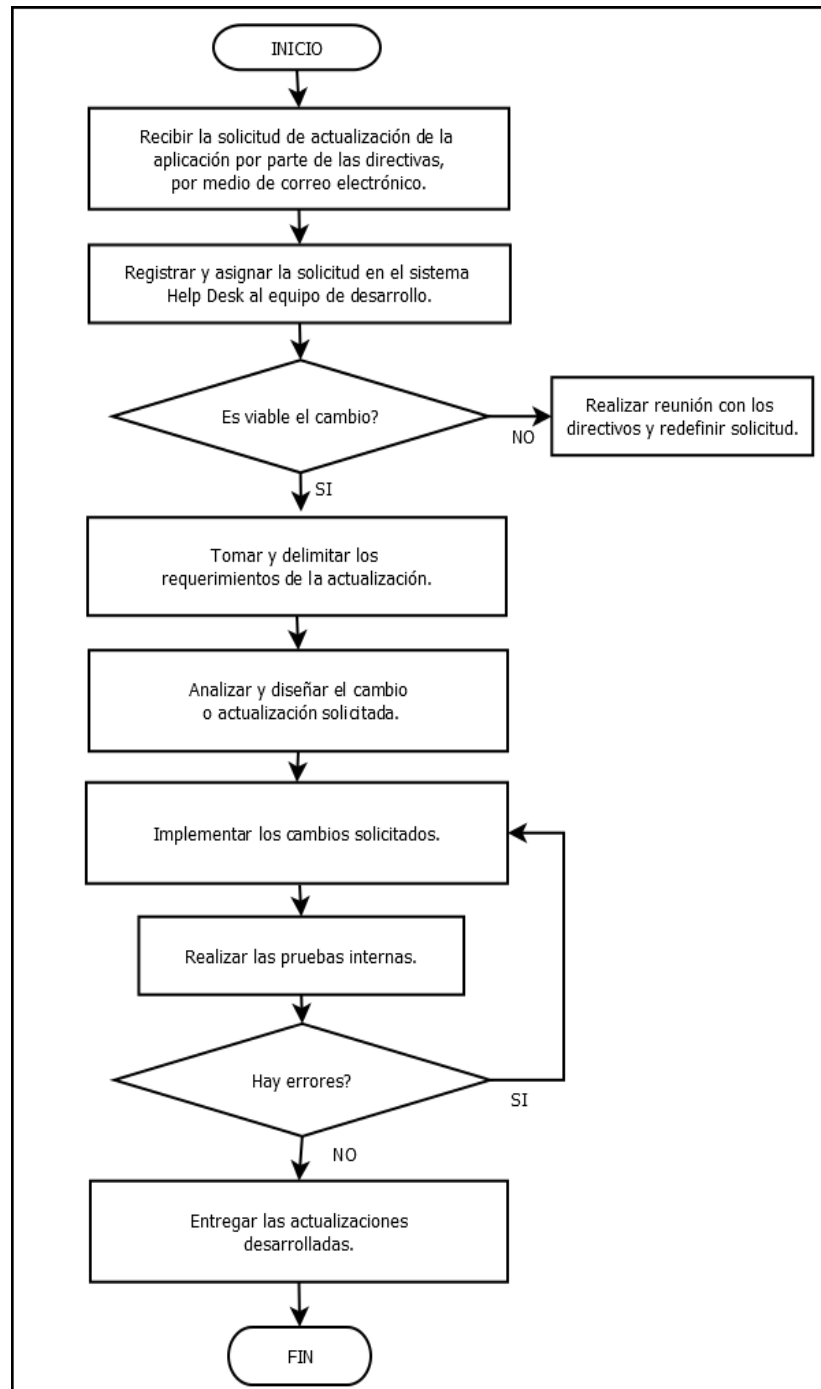 INICIO
Recibir la solicitud de actualización de la
aplicación por parte de las directivas,
por medio de correo electrónico.
Registrar y asignar la solicitud en el sistema
Help Desk al equipo de desarrollo.
Es viable el cambio?
NO
Realizar reunión con los
directivos y redefinir solicitud.
SI
Tomar y delimitar los
requerimientos de la actualización.
Analizar y diseñar el cambio
o actualización solicitada.
Implementar los cambios solicitados.
Realizar las pruebas internas.
Hay errores?
SI
NO
Entregar las actualizaciones
desarrolladas.
FIN